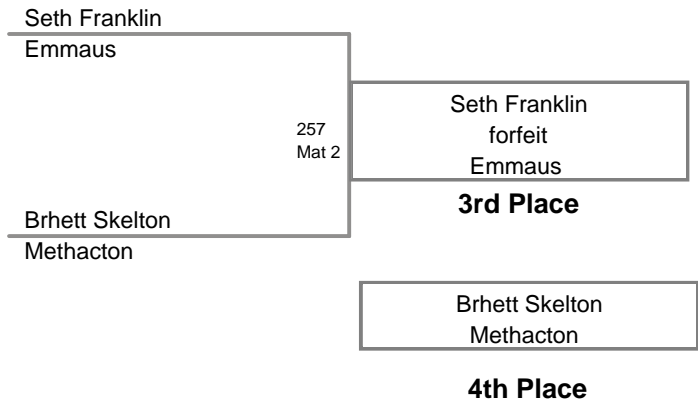 Seth Franklin
Emmaus
257
Mat 2
Seth Franklin
forfeit
Emmaus
3rd Place
Brhett Skelton
Methacton
Brhett Skelton
Methacton
4th Place